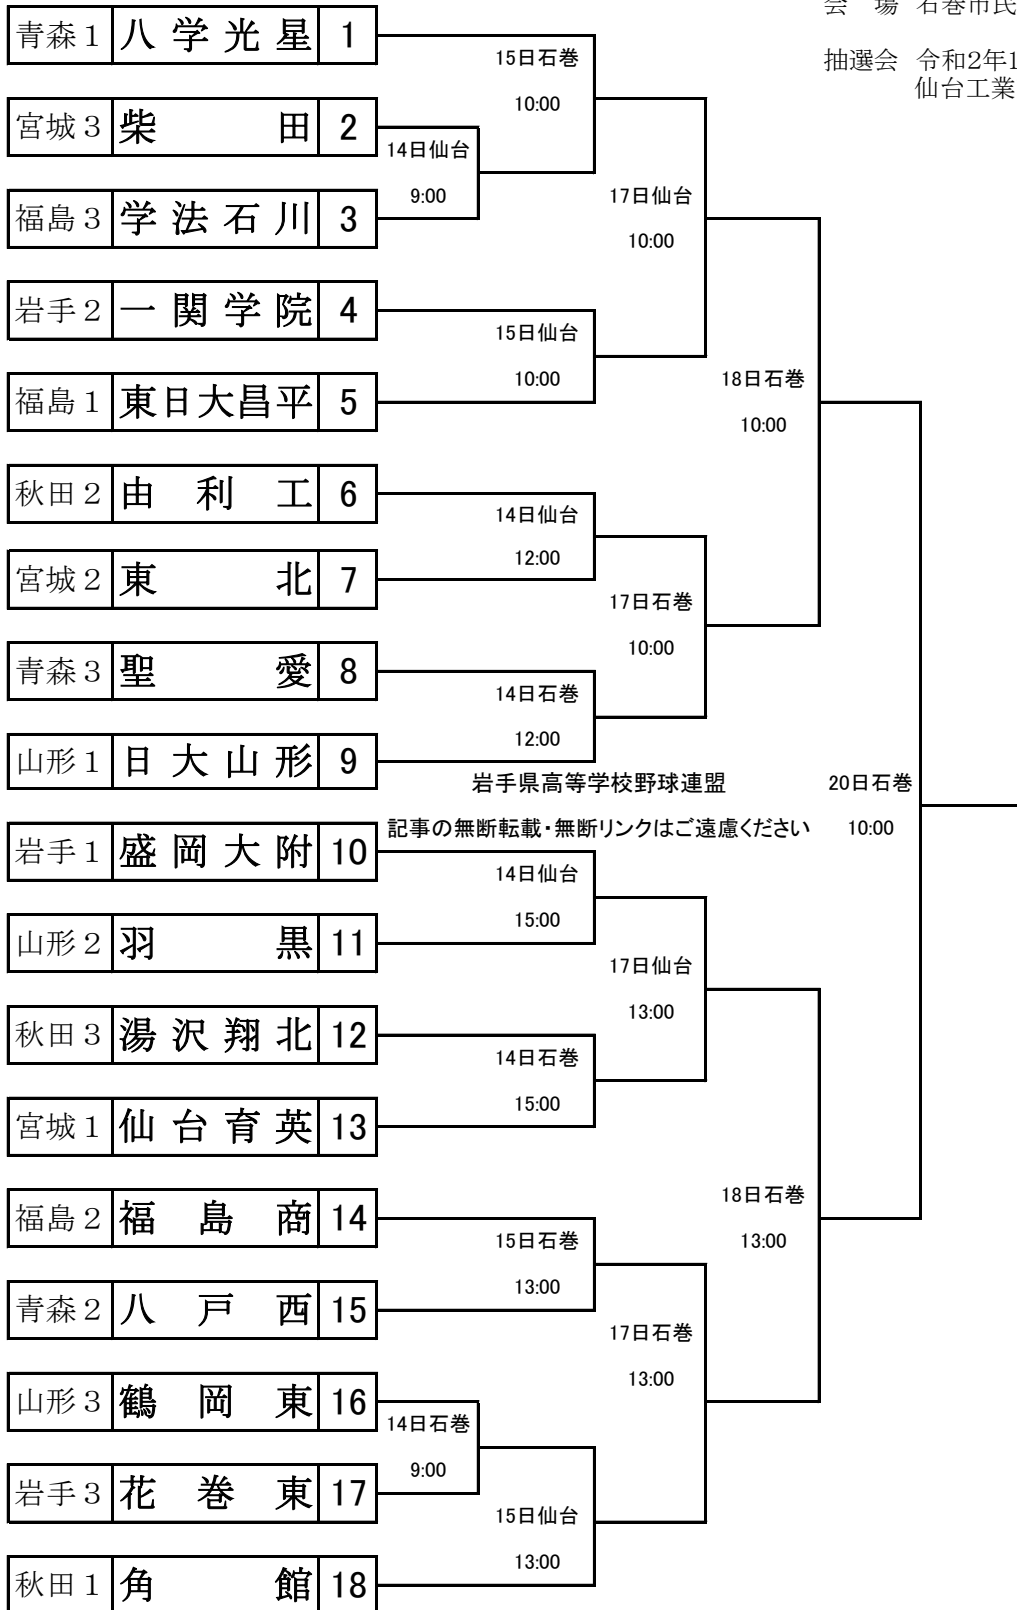 会　場 石巻市民
抽選会 令和2年1
仙台工業
青森１ 八学光星 1
15日石巻
10:00
宮城３ 柴田 2
14日仙台
9:00
福島３ 学法石川 3
17日仙台
10:00
岩手２ 一関学院 4
15日仙台
10:00
福島１ 東日大昌平 5
18日石巻
10:00
秋田２ 由利工 6
14日仙台
12:00
宮城２ 東北 7
17日石巻
10:00
青森３ 聖愛 8
14日石巻
12:00
山形１ 日大山形 9
岩手県高等学校野球連盟
20日石巻
記事の無断転載・無断リンクはご遠慮ください
10:00
岩手１ 盛岡大附 10
14日仙台
15:00
山形２ 羽黒 11
17日仙台
13:00
秋田３ 湯沢翔北 12
14日石巻
15:00
宮城１ 仙台育英 13
18日石巻
13:00
福島２ 福島商 14
15日石巻
13:00
青森２ 八戸西 15
17日石巻
13:00
山形３ 鶴岡東 16
14日石巻
9:00
岩手３ 花巻東 17
15日仙台
13:00
秋田１ 角館 18